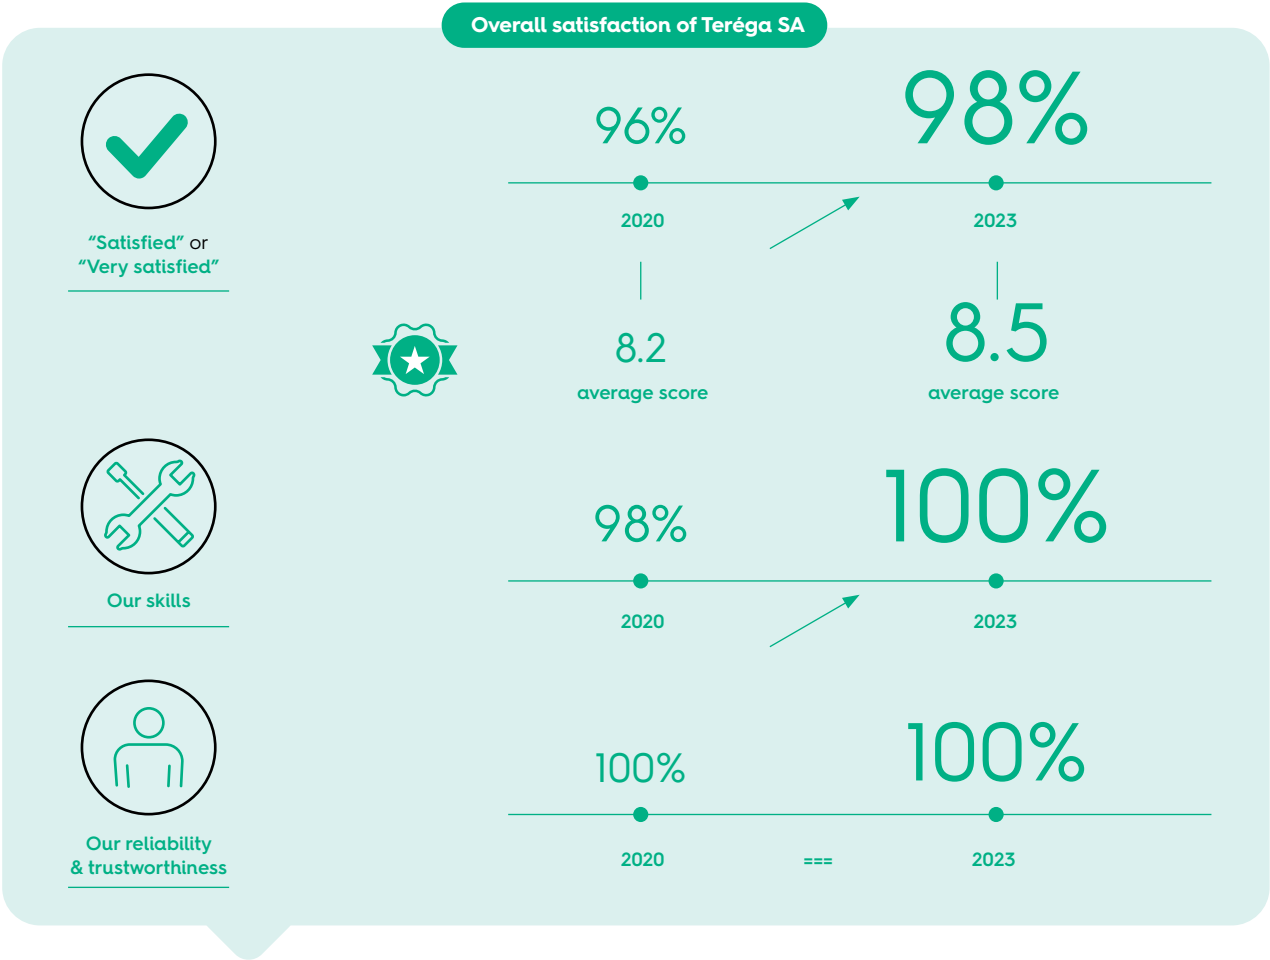 Overall satisfaction of Teréga SA
“Satisfied” or
“Very satisfied”
96%
98%
2020
2023
8.2
8.5
average score
average score
Our skills
98%
100%
2020
2023
Our reliability
& trustworthiness
100%
100%
2020
===
2023